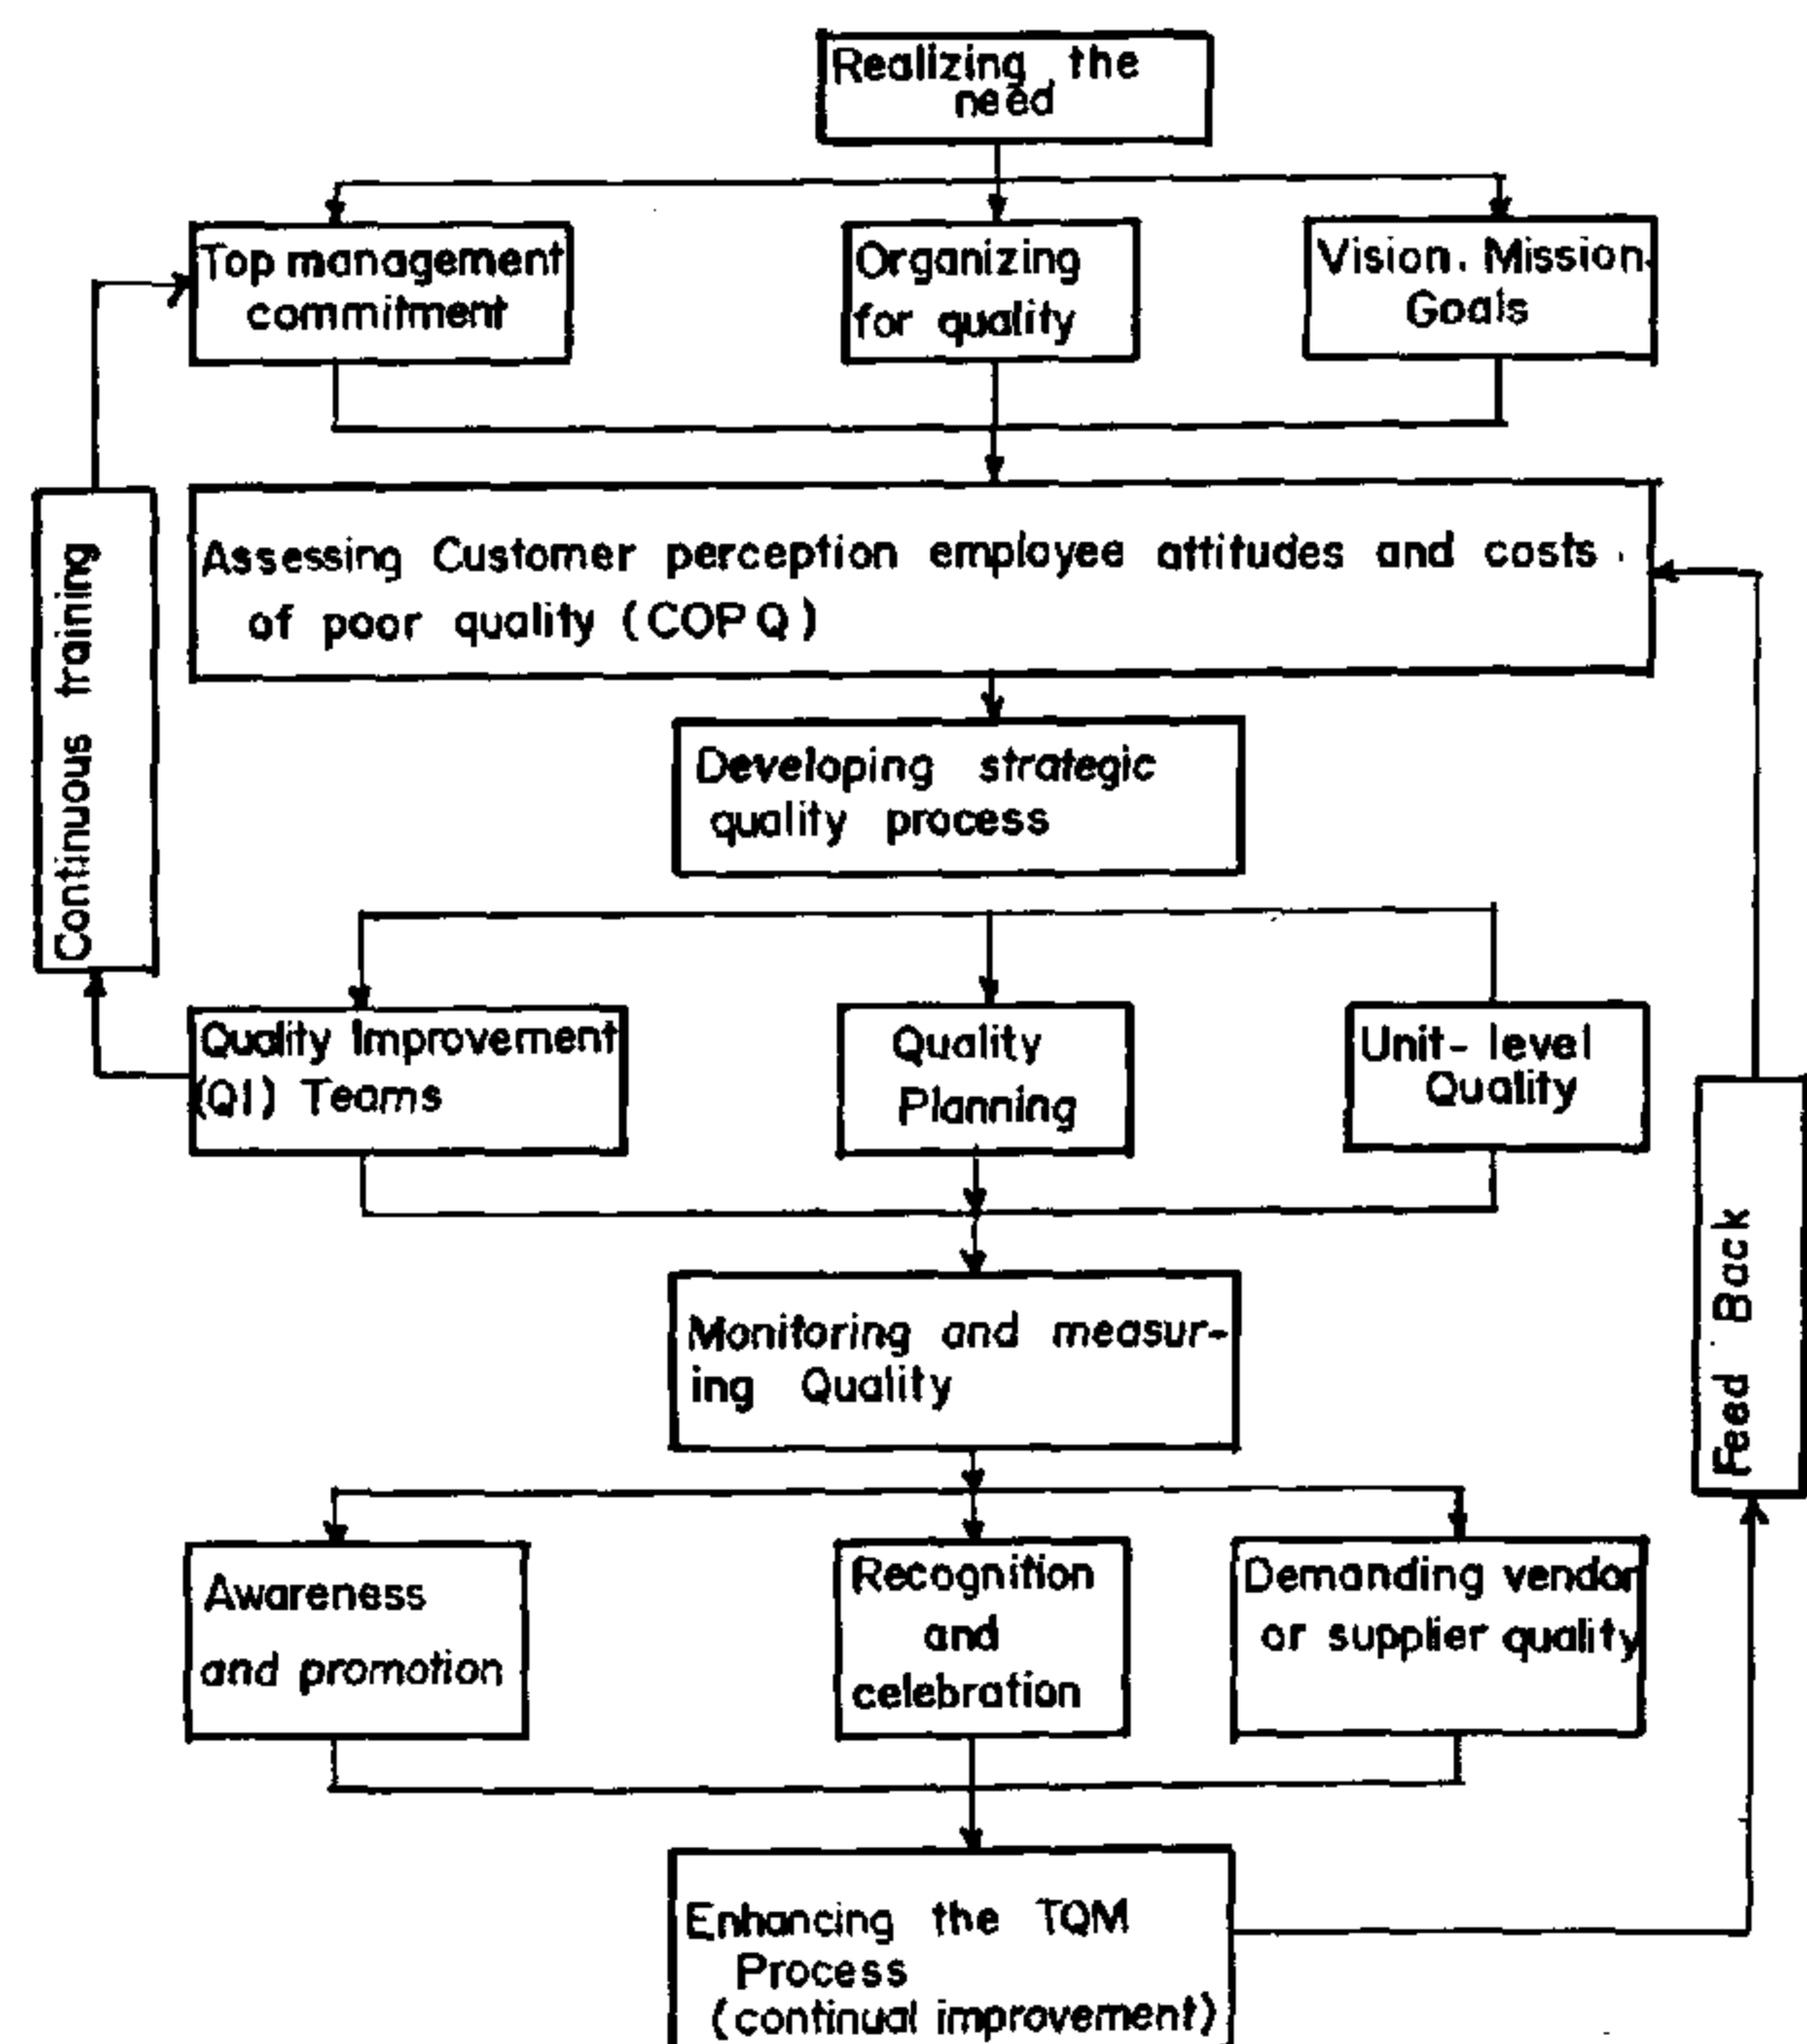 Realizing the
need
Top management
commitment
Organizing
for quality
Vision. Mission.
Goals
Continuous training
Assessing Customer perception employee attitudes and costs
of poor quality (COPQ)
Developing strategic
quality process
Quality Improvement
(QI) Teams
Quality
Planning
Unit-level
Quality
Feed Back
Monitoring and measur-
ing Quality
Awareness
and promotion
Recognition
and
celebration
Demanding vendor
or supplier quality
Enhancing the TQM
Process
(continual improvement)